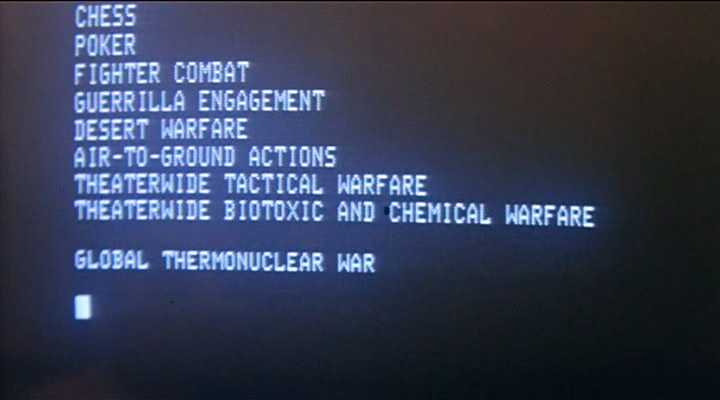 CHESS
POKER
FIGHTER COMBAT
GUERRILLA ENGAGEMENT
DESERT WARFARE
AIR-TO-GROUND ACTIONS
THEATERWIDE TACTICAL WARFARE
THEATERWIDE BIOTOXIC AND CHEMICAL WARFARE
GLOBAL THERMONUCLEAR WAR